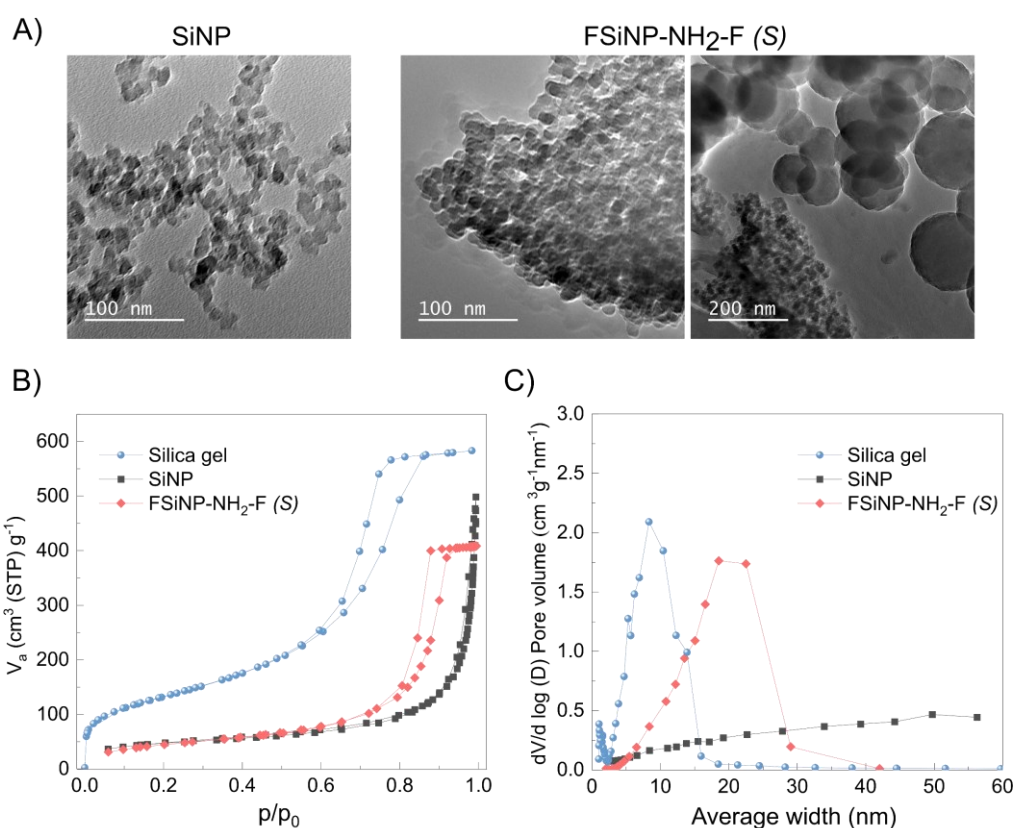 A)
SiNP
FSiNP-NH2-F (S)
100 nm
100 nm
200 nm
B)
600
500
400
300
200
100
0
Va (cm3 (STP) g-1)
Silica gel
SiNP
FSiNP-NH2-F (S)
0.0 0.2 0.4 0.6 0.8 1.0
p/p0
C)
3.0
2.5
2.0
1.5
1.0
0.5
0.0
dV/d log (D) Pore volume (cm3g-1nm-1)
Silica gel
SiNP
FSiNP-NH2-F (S)
0 10 20 30 40 50 60
Average width (nm)